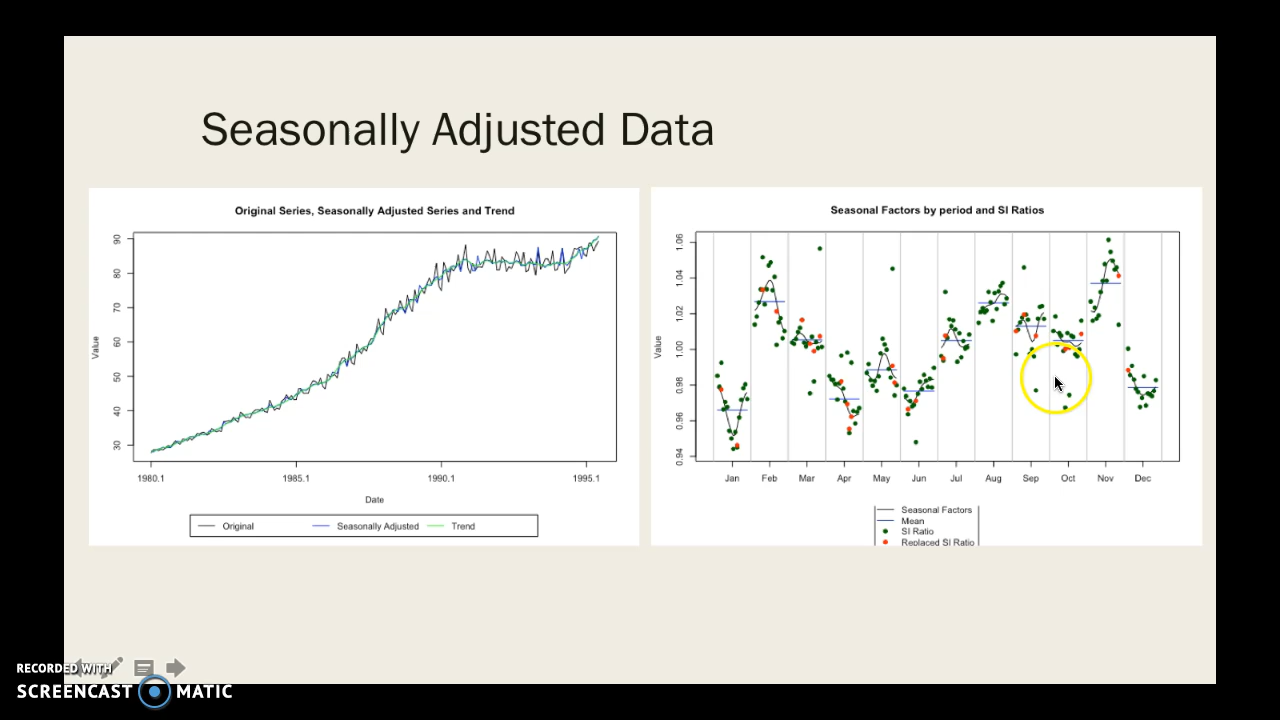 Seasonally Adjusted Data
Original Series, Seasonally Adjusted Series and Trend
90
80
70
60
50
40
30
Value
1980.1 1985.1 1990.1 1995.1
Date
Original Seasonally Adjusted Trend
Seasonal Factors by period and SI Ratios
1.06
1.04
1.02
1.00
0.98
0.96
0.94
Value
Jan Feb Mar Apr May Jun Jul Aug Sep Oct Nov Dec
Seasonal Factors
Mean
SI Ratio
Replaced SI Ratio
RECORDED WITH
SCREENCAST MATIC